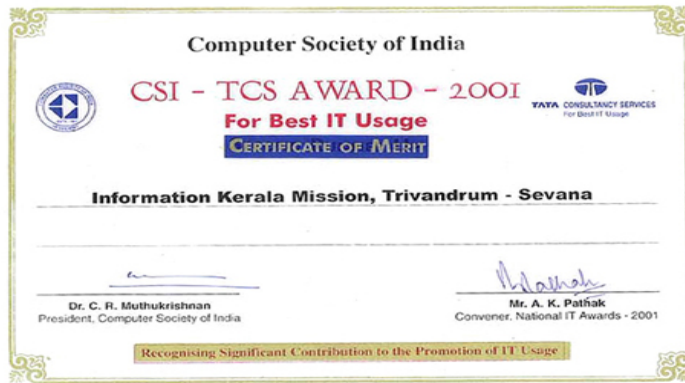 Computer Society of India
CSI - TCS AWARD - 2001
TATA CONSULTANCY SERVICES
For Best IT Usage
For Best IT Usage
CERTIFICATE OF MERIT
Information Kerala Mission, Trivandrum - Sevana
Dr. C. R. Muthukrishnan
President, Computer Society of India
Mr. A. K. Pathak
Convener, National IT Awards - 2001
Recognising Significant Contribution to the Promotion of IT Usage